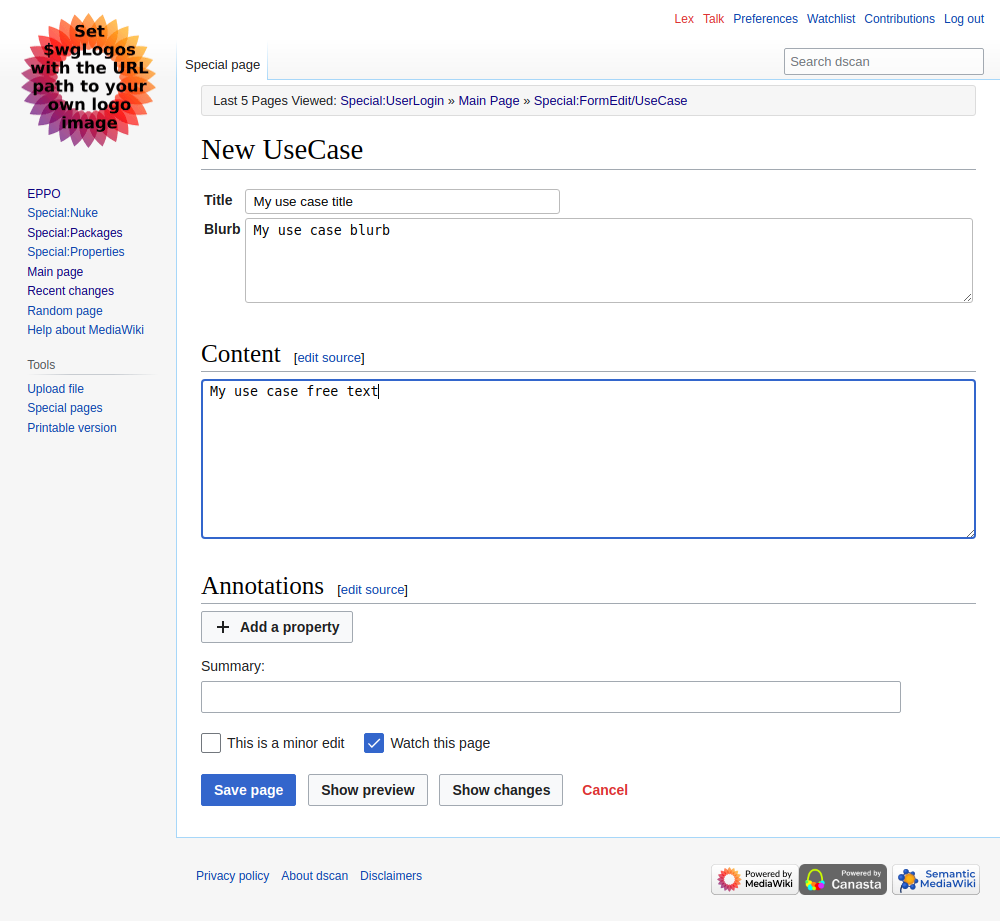 Set
$wgLogos
with the URL
path to your
own logo
image
Lex Talk Preferences Watchlist Contributions Log out
Special page
Search dscan
Last 5 Pages Viewed: Special:UserLogin » Main Page » Special:FormEdit/UseCase
New UseCase
Title My use case title
Blurb My use case blurb
Content [edit source]
My use case free text
Annotations [edit source]
Add a property
Summary:
This is a minor edit Watch this page
Save page Show preview Show changes Cancel
EPPO
Special:Nuke
Special:Packages
Special:Properties
Main page
Recent changes
Random page
Help about MediaWiki
Tools
Upload file
Special pages
Printable version
Privacy policy About dscan Disclaimers
Powered by
MediaWiki
Powered by
Canasta
Semantic
MediaWiki